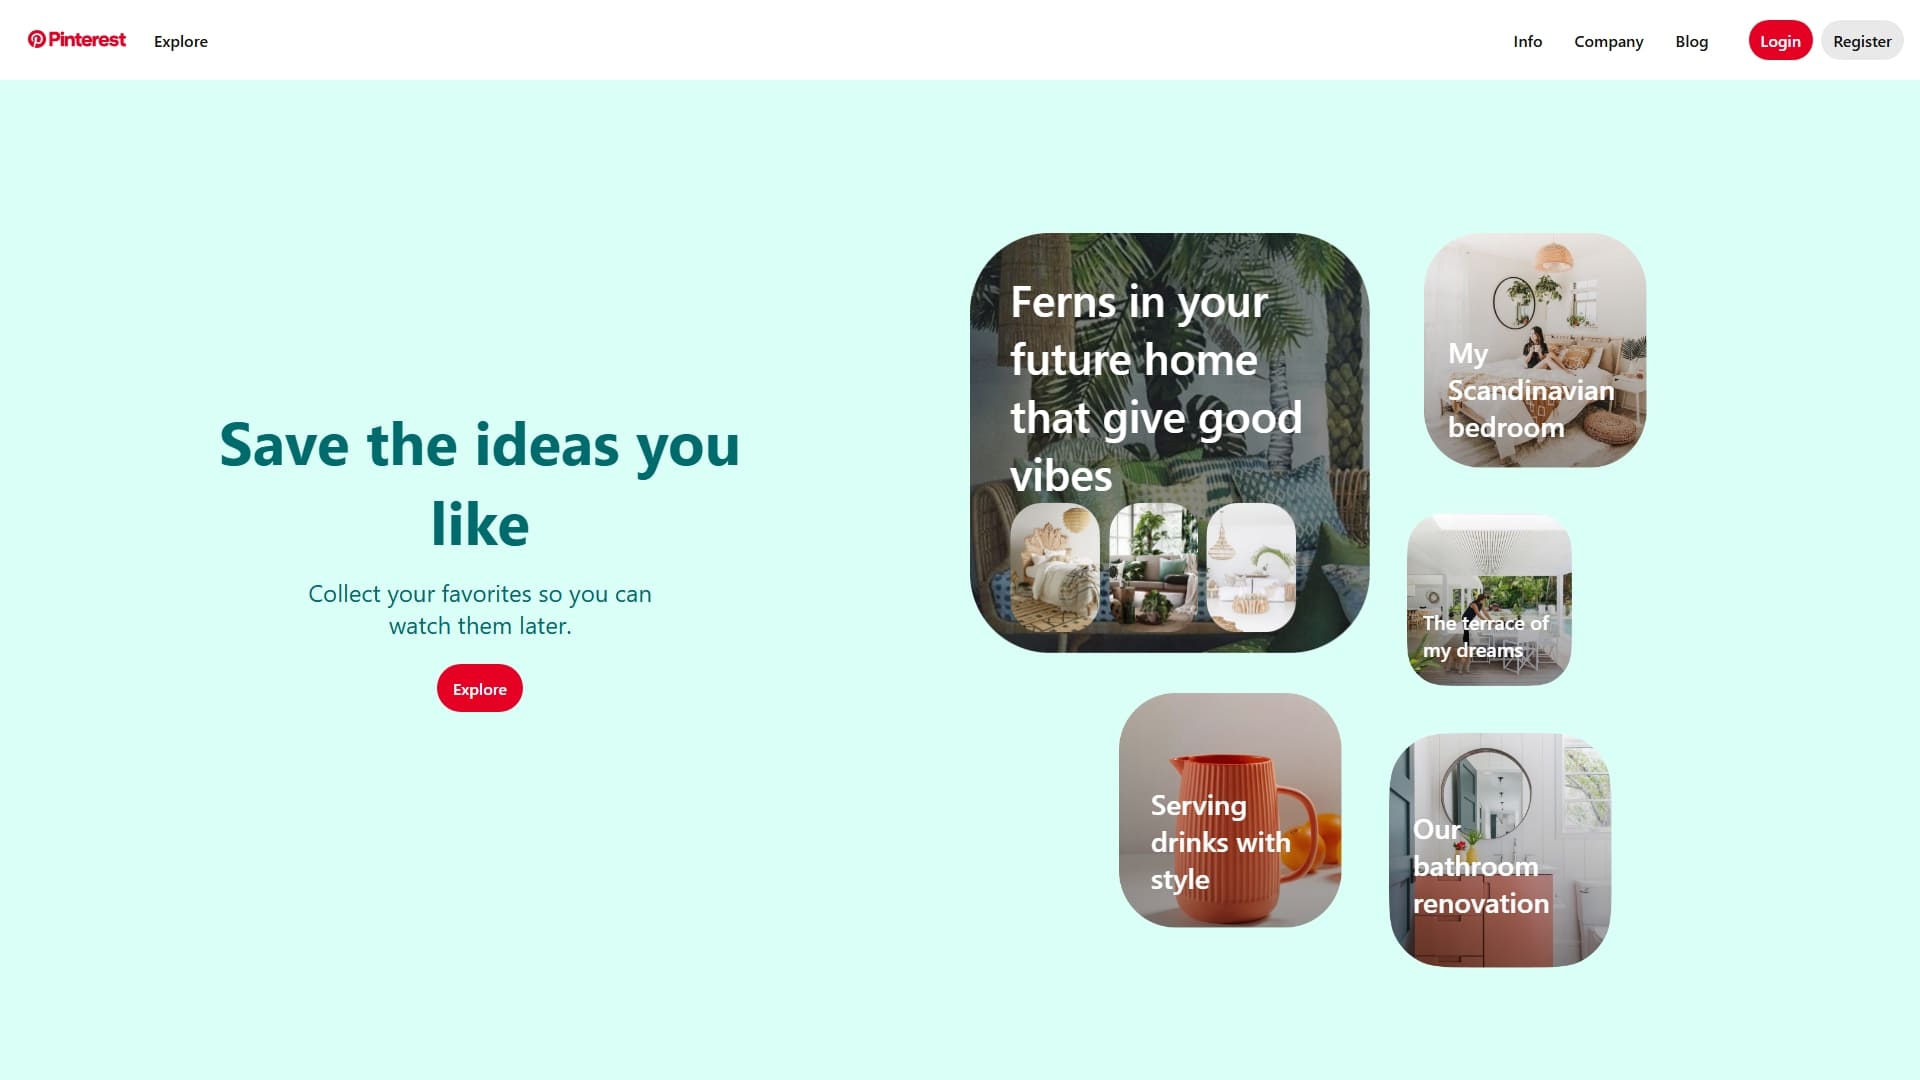 Pinterest
Explore
Info
Company
Blog
Login
Register
Save the ideas you
like
Collect your favorites so you can
watch them later.
Explore
Ferns in your
future home
that give good
vibes
My
Scandinavian
bedroom
The terrace of
my dreams
Serving
drinks with
style
Our
bathroom
renovation